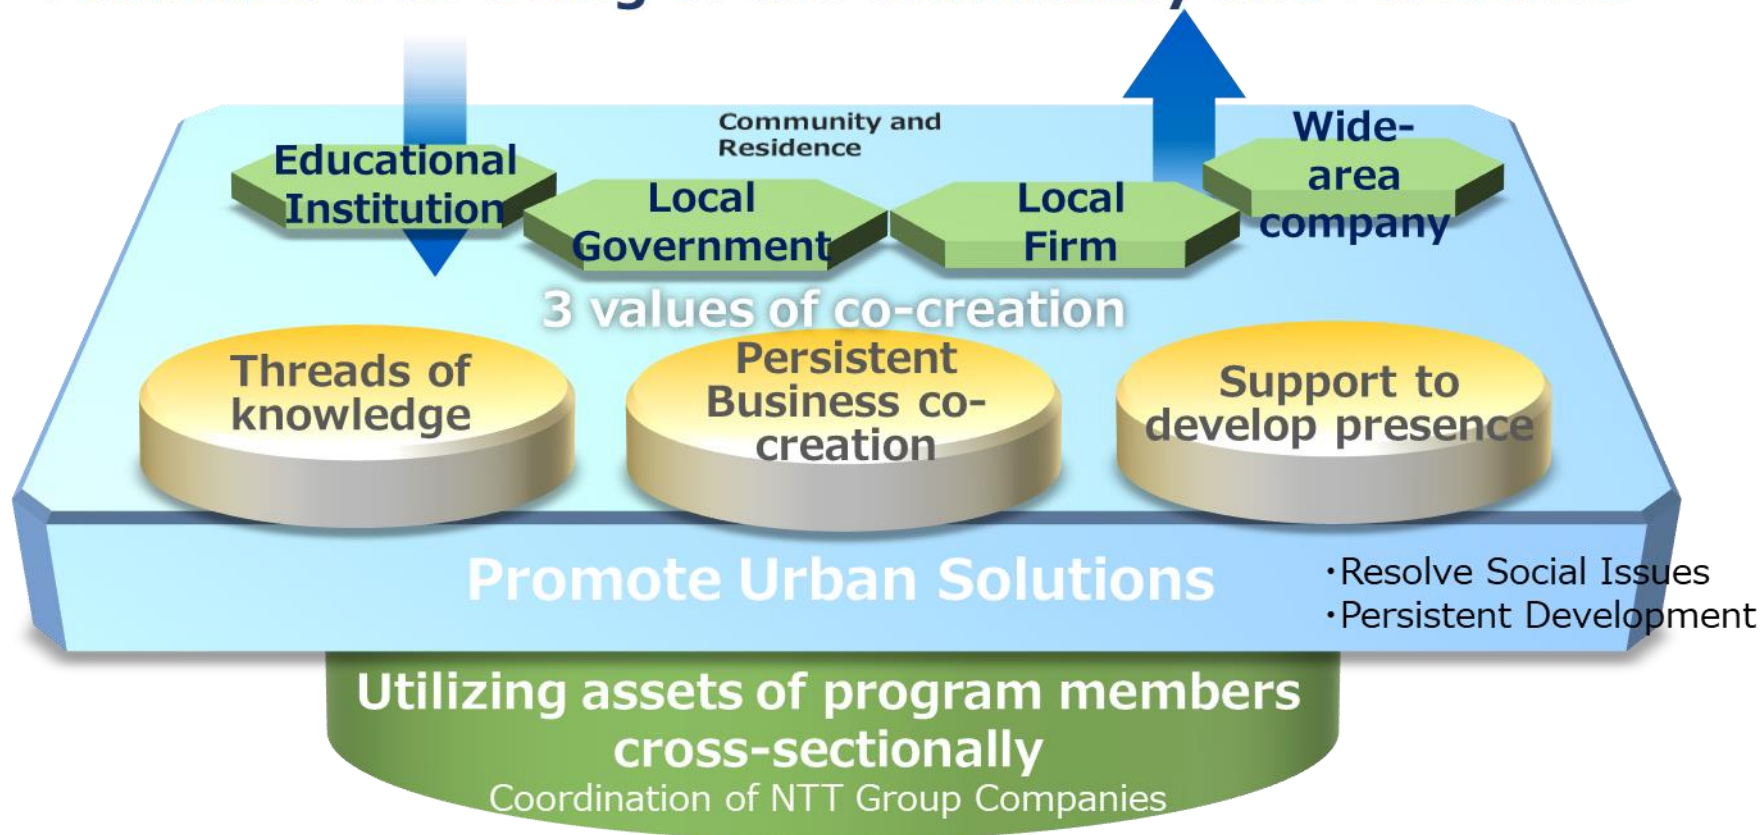 Community and
Residence
Educational
Institution
Local
Government
Local
Firm
Wide-
area
company
3 values of co-creation
Threads of
knowledge
Persistent
Business co-
creation
Support to
develop presence
Promote Urban Solutions
・Resolve Social Issues
・Persistent Development
Utilizing assets of program members
cross-sectionally
Coordination of NTT Group Companies